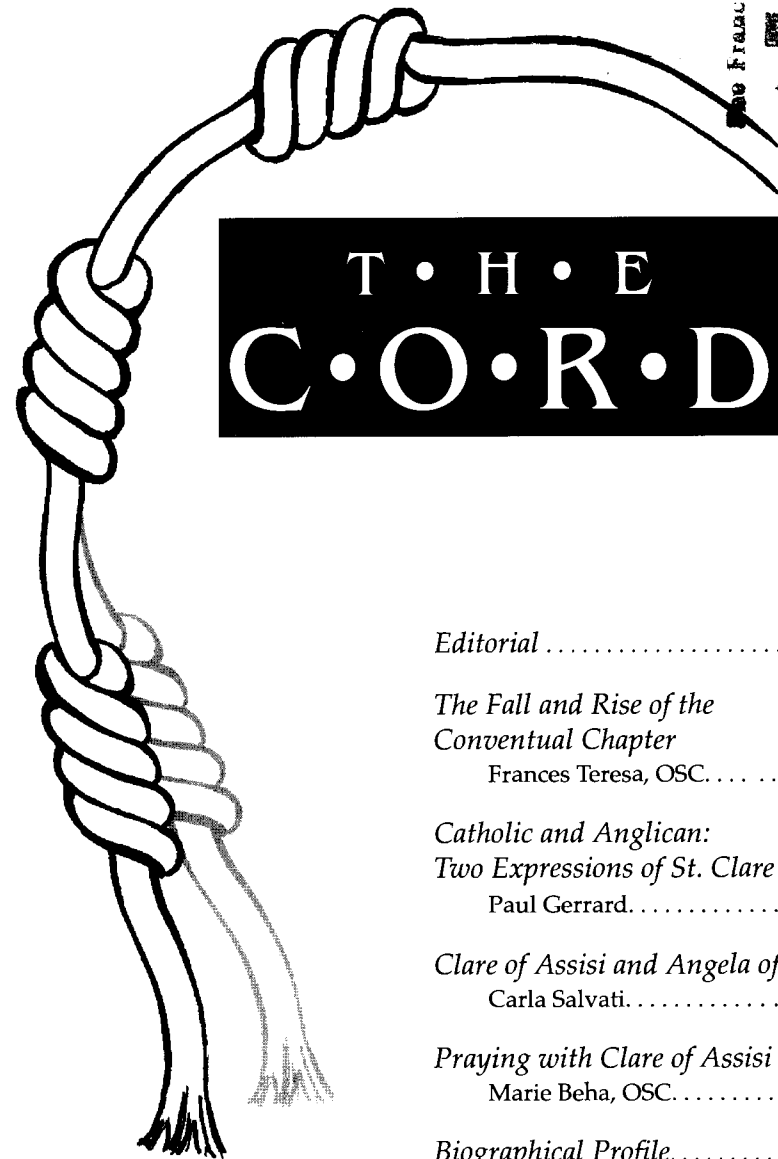 T • H • E
C•O•R•D
Editorial ....................
The Fall and Rise of the
Conventual Chapter
Frances Teresa, OSC.... ..
Catholic and Anglican:
Two Expressions of St. Clare
Paul Gerrard.............
Clare of Assisi and Angela of
Carla Salvati.............
Praying with Clare of Assisi
Marie Beha, OSC.........
Biographical Profile..........